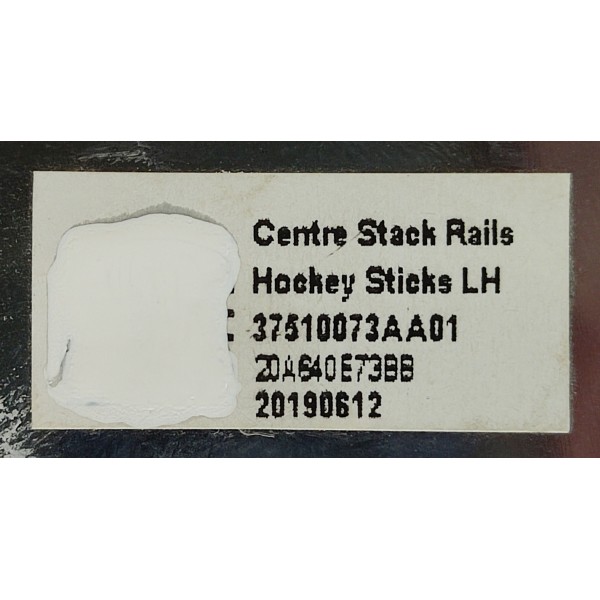 Centre Stack Rails
Hockey Sticks LH
37510073AA01
20A640E73BB
20190612